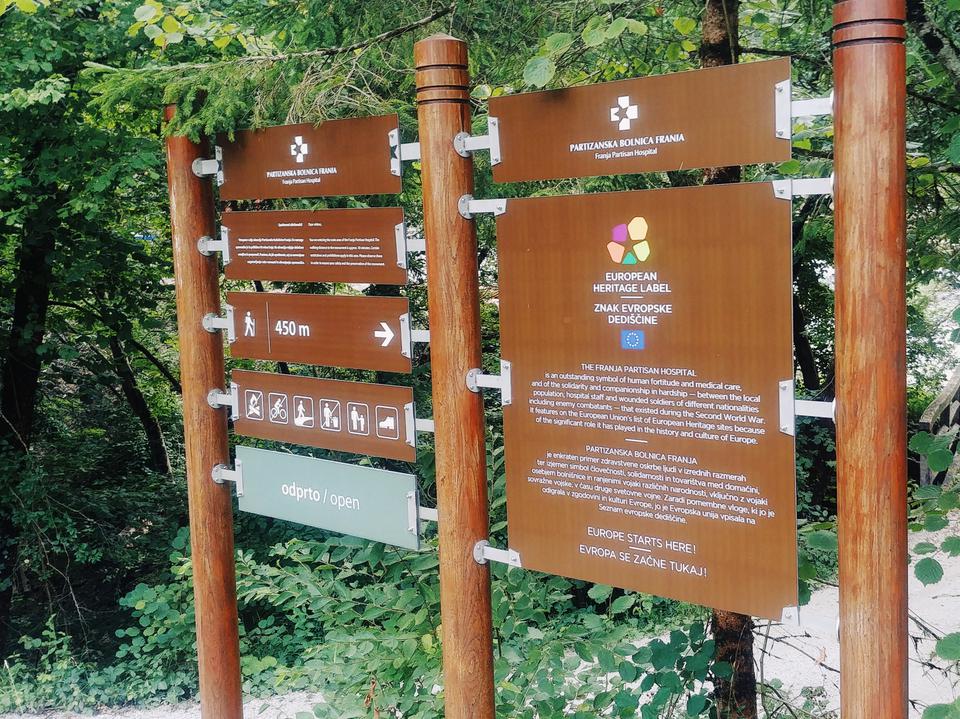 PARTIZANSKA BOLNICA FRANJA
Franja Partisan Hospital
450 m
odprto / open
PARTIZANSKA BOLNICA FRANJA
Franja Partisan Hospital
EUROPEAN
HERITAGE LABEL
ZNAK EVROPSKE
DEDIŠČINE
THE FRANJA PARTISAN HOSPITAL
is an outstanding symbol of human fortitude and medical care,
and of the solidarity and companionship in hardship — between the local
population, hospital staff and wounded soldiers of different nationalities
including enemy combatants — that existed during the Second World War.
It features on the European Union's list of European Heritage sites because
of the significant role it has played in the history and culture of Europe.
PARTIZANSKA BOLNICA FRANJA
je enkraten primer zdravstvene oskrbe ljudi v izrednih razmerah
ter izjemen simbol človečnosti, solidarnosti in tovarištva med domačini,
osebjem bolnišnice in ranjenimi vojaki različnih narodnosti, vključno z vojaki
sovražne vojske, v času druge svetovne vojne. Zaradi pomembne vloge, ki jo je
odigrala v zgodovini in kulturi Evrope, jo je Evropska unija vpisala na
Seznam evropske dediščine.
EUROPE STARTS HERE!
EVROPA SE ZAČNE TUKAJ!